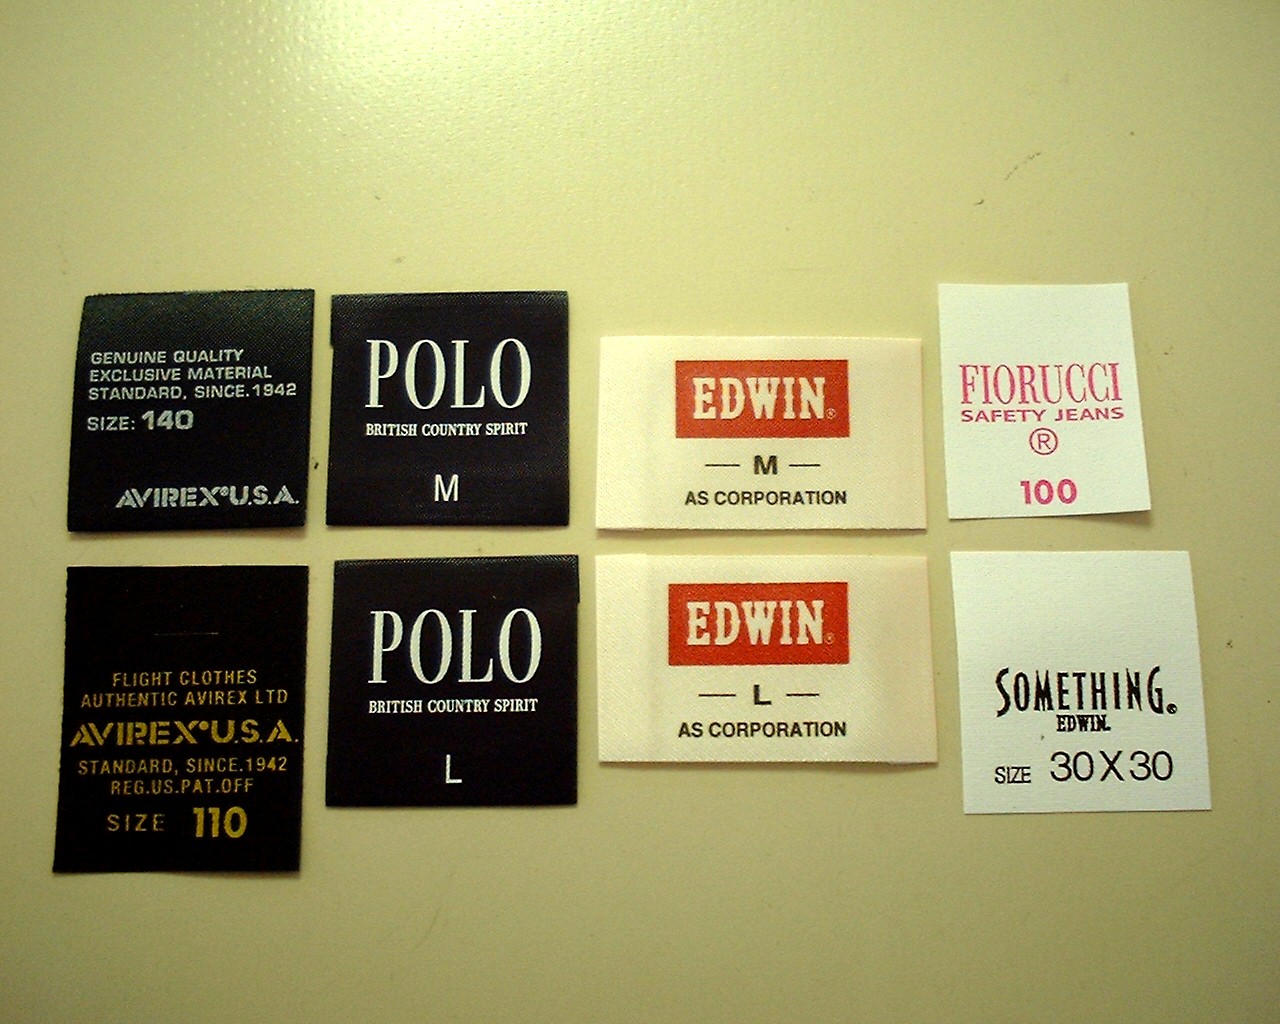 GENUINE QUALITY
EXCLUSIVE MATERIAL
STANDARD, SINCE.1942
SIZE: 140
AVIREX U.S.A.
POLO
BRITISH COUNTRY SPIRIT
M
EDWIN®
— M —
AS CORPORATION
FIORUCCI
SAFETY JEANS
®
100
FLIGHT CLOTHES
AUTHENTIC AVIREX LTD
AVIREX U.S.A.
STANDARD, SINCE.1942
REG.US.PAT.OFF
SIZE 110
POLO
BRITISH COUNTRY SPIRIT
L
EDWIN®
— L —
AS CORPORATION
SOMETHING®
EDWIN.
SIZE 30X30